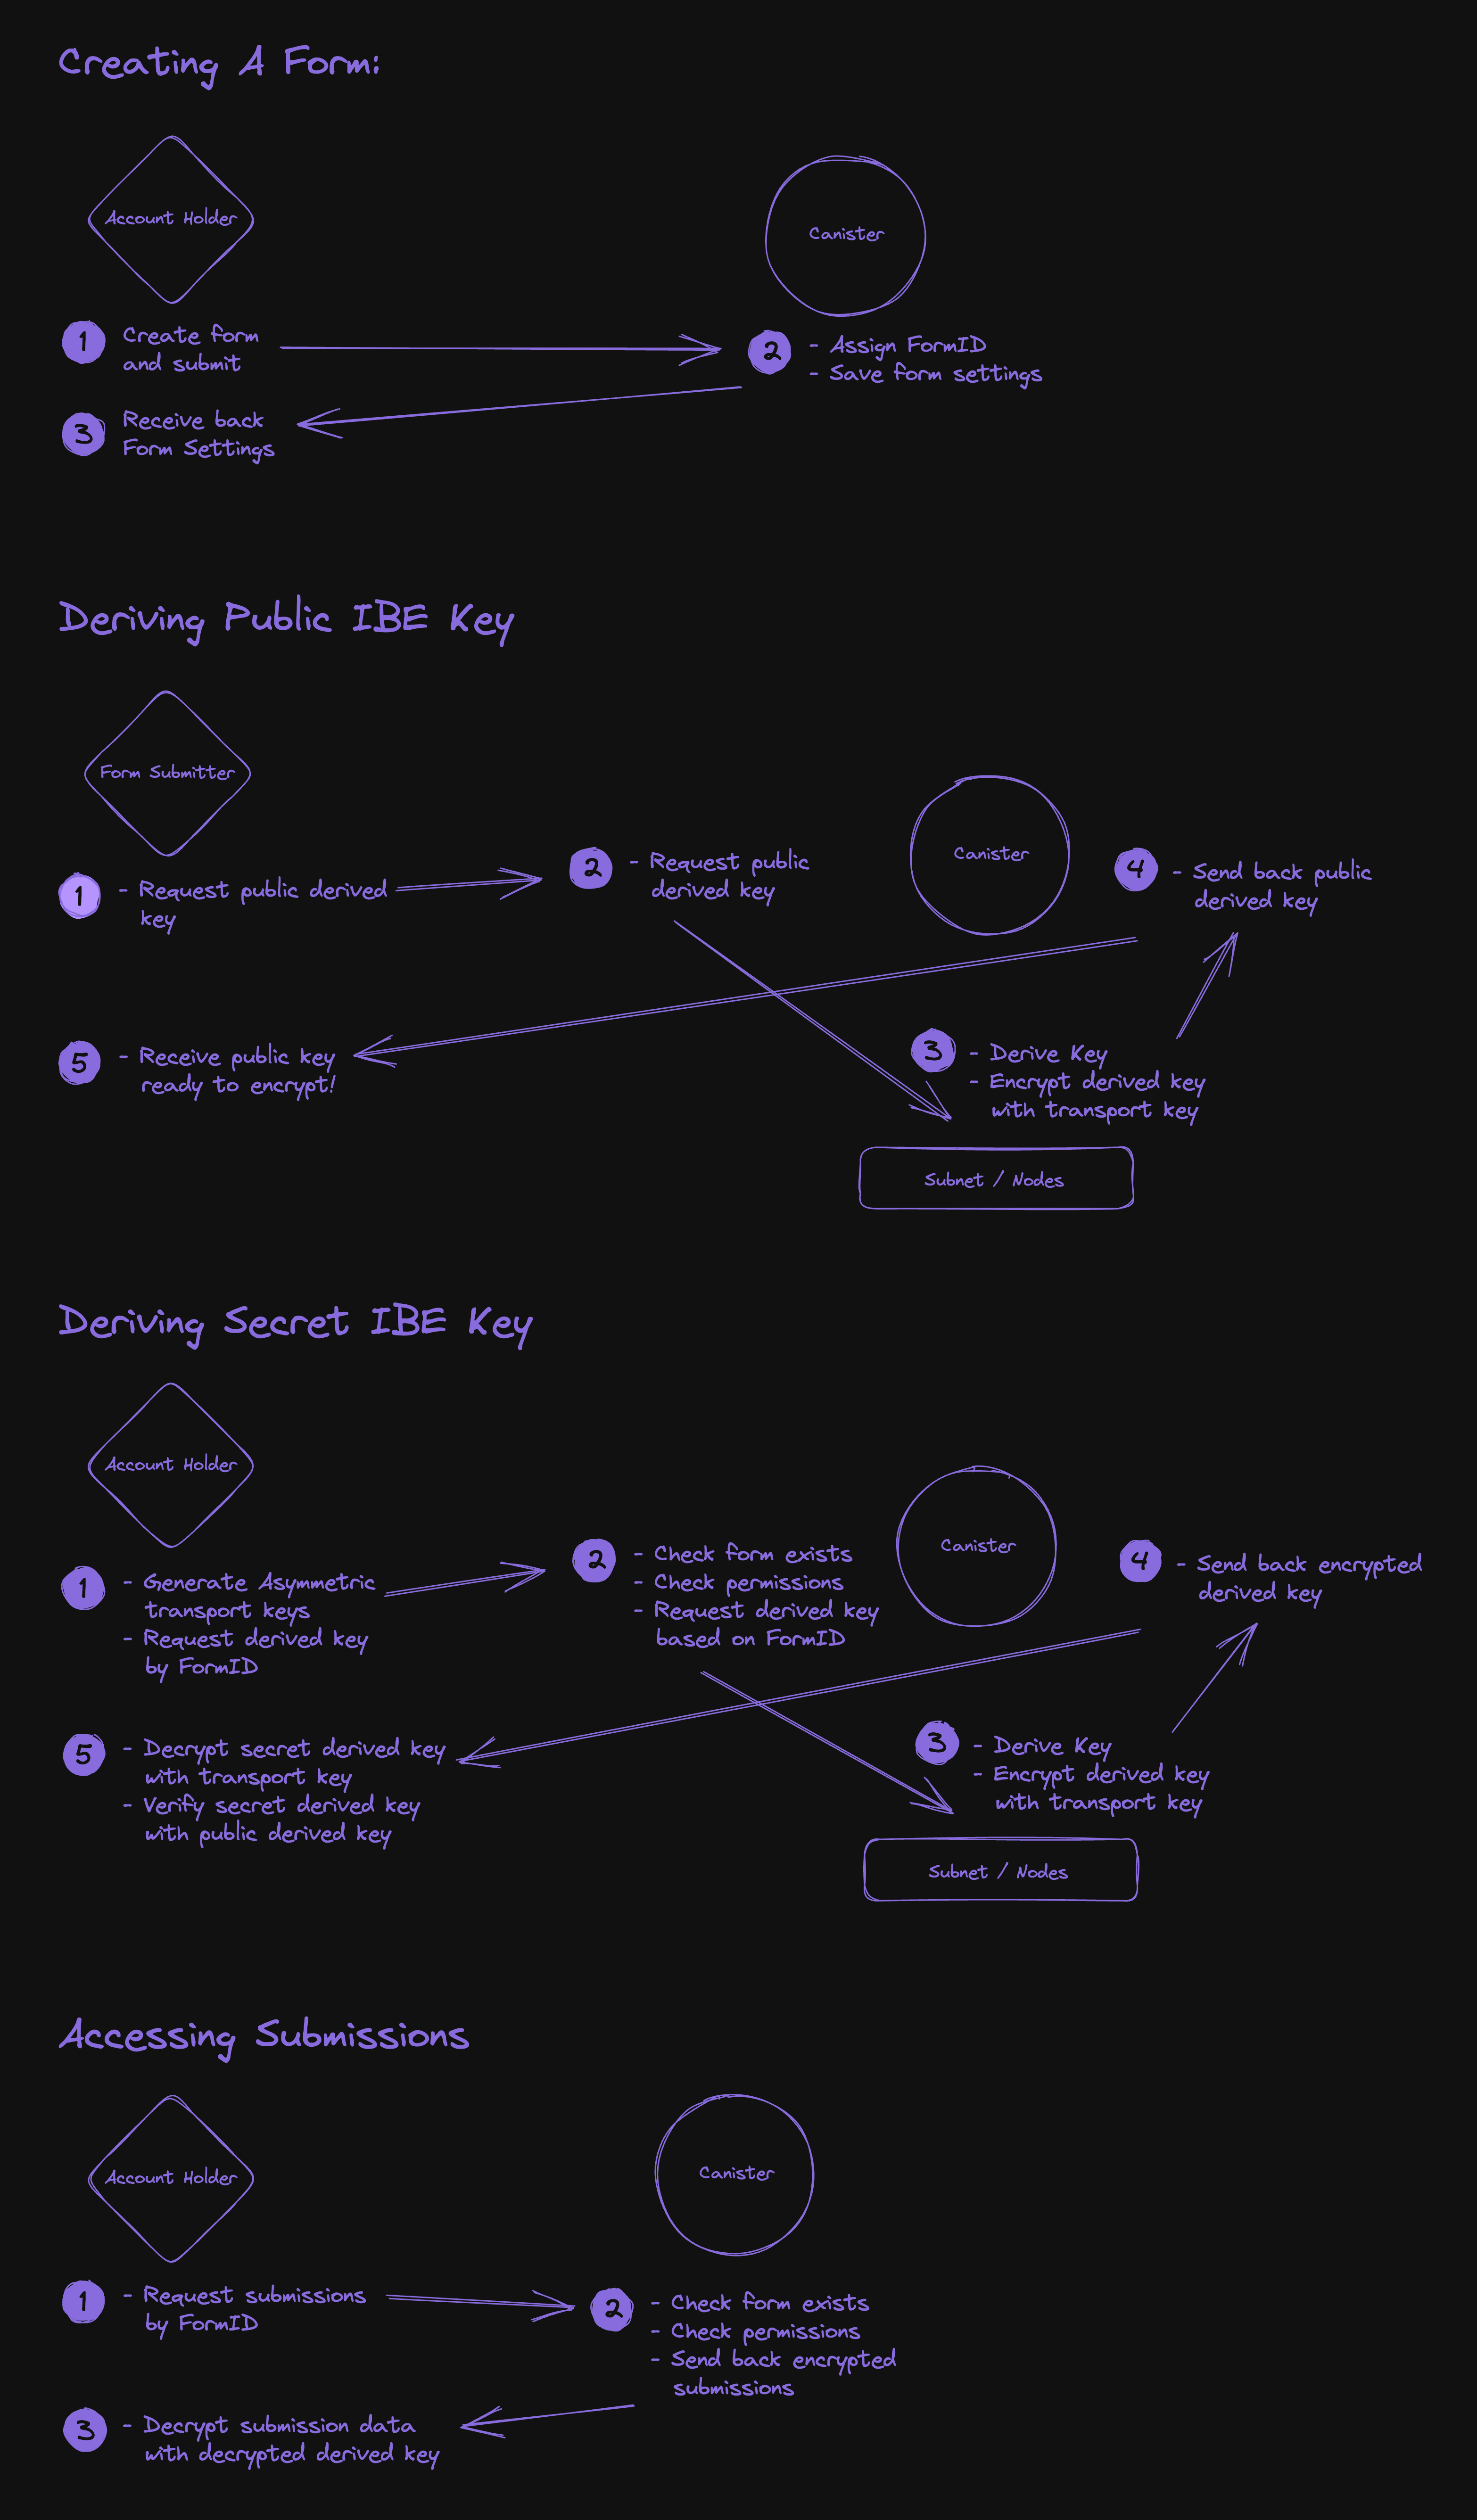 Creating A Form:
Account Holder
Canister
1
Create form
and submit
2
- Assign FormID
- Save form settings
3
Receive back
Form Settings
Deriving Public IBE Key
Form Submitter
Canister
1
- Request public derived
key
2
- Request public
derived key
4
- Send back public
derived key
5
- Receive public key
ready to encrypt!
3
- Derive Key
- Encrypt derived key
with transport key
Subnet / Nodes
Deriving Secret IBE Key
Account Holder
Canister
1
- Generate Asymmetric
transport keys
- Request derived key
by FormID
2
- Check form exists
- Check permissions
- Request derived key
based on FormID
4
- Send back encrypted
derived key
5
- Decrypt secret derived key
with transport key
- Verify secret derived key
with public derived key
3
- Derive Key
- Encrypt derived key
with transport key
Subnet / Nodes
Accessing Submissions
Account Holder
Canister
1
- Request submissions
by FormID
2
- Check form exists
- Check permissions
- Send back encrypted
submissions
3
- Decrypt submission data
with decrypted derived key